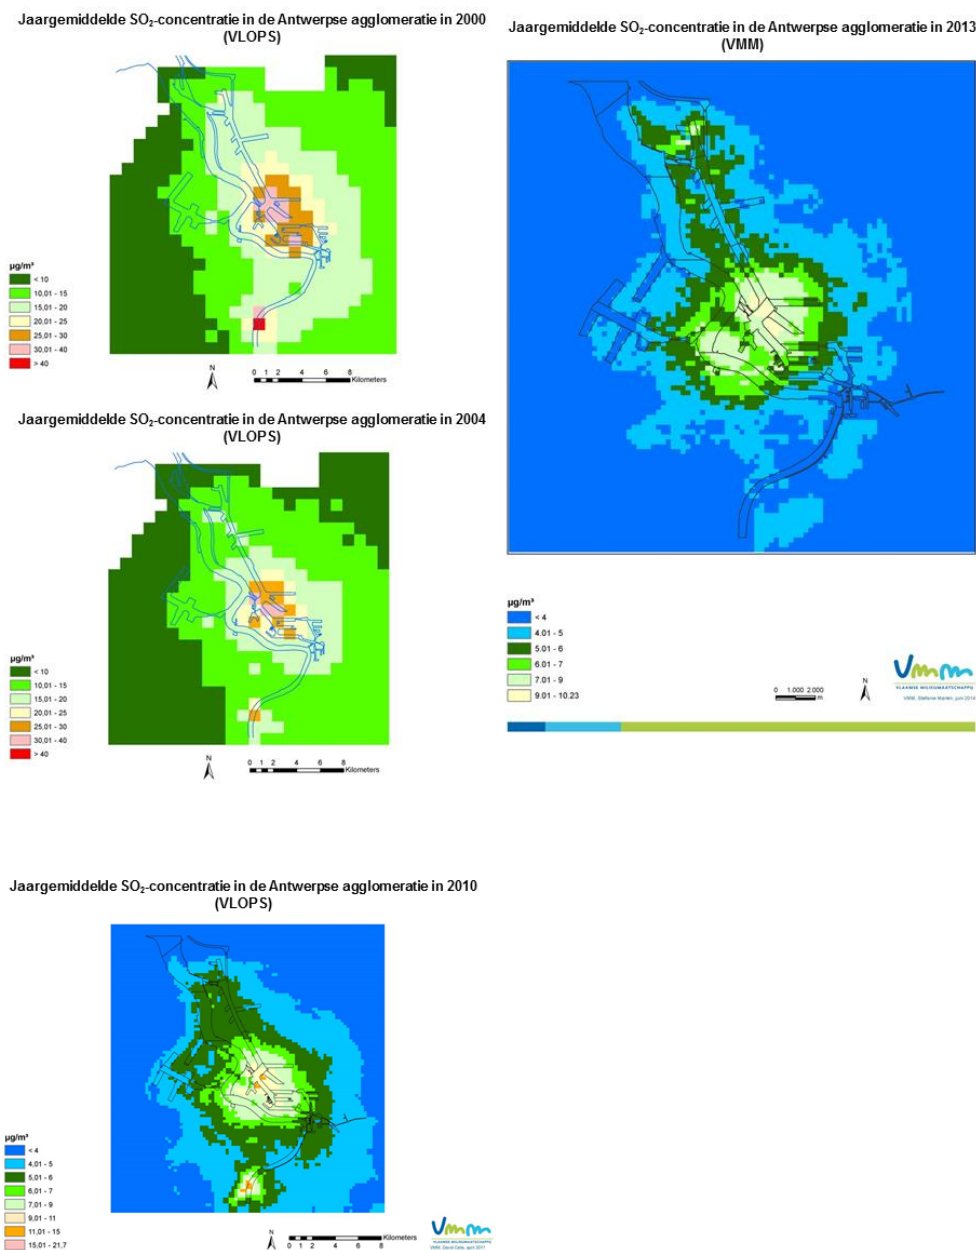 Jaargemiddelde SO₂-concentratie in de Antwerpse agglomeratie in 2000
(VLOPS)
µg/m³
< 10
10,01 - 15
15,01 - 20
20,01 - 25
25,01 - 30
30,01 - 40
> 40
N
0 1 2 4 6 8
Kilometers
Jaargemiddelde SO₂-concentratie in de Antwerpse agglomeratie in 2004
(VLOPS)
µg/m³
< 10
10,01 - 15
15,01 - 20
20,01 - 25
25,01 - 30
30,01 - 40
> 40
N
0 1 2 4 6 8
Kilometers
Jaargemiddelde SO₂-concentratie in de Antwerpse agglomeratie in 2010
(VLOPS)
µg/m³
< 4
4,01 - 5
5,01 - 6
6,01 - 7
7,01 - 9
9,01 - 11
11,01 - 15
15,01 - 21,7
N
0 1 2 4 6 8
Kilometers
vmm
VLAAMSE MILIEUMAATSCHAPPIJ
Jaargemiddelde SO₂-concentratie in de Antwerpse agglomeratie in 2013
(VMM)
µg/m³
< 4
4.01 - 5
5.01 - 6
6.01 - 7
7.01 - 9
9.01 - 10.23
0 1.000 2.000
m
N
vmm
VLAAMSE MILIEUMAATSCHAPPIJ